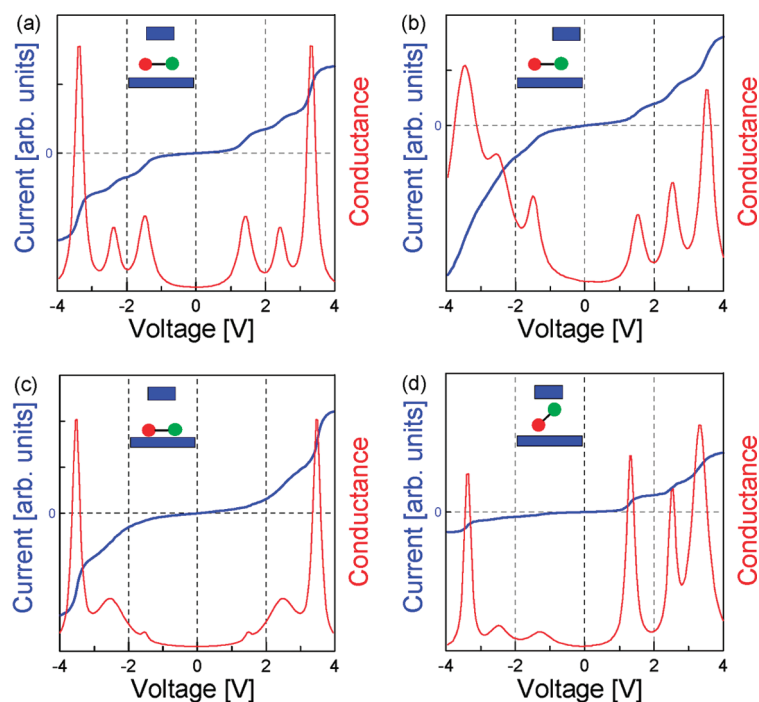 (a)
Current [arb. units]
0
Conductance
-4 -2 0 2 4
Voltage [V]
(b)
Current [arb. units]
0
Conductance
-4 -2 0 2 4
Voltage [V]
(c)
Current [arb. units]
0
Conductance
-4 -2 0 2 4
Voltage [V]
(d)
Current [arb. units]
0
Conductance
-4 -2 0 2 4
Voltage [V]